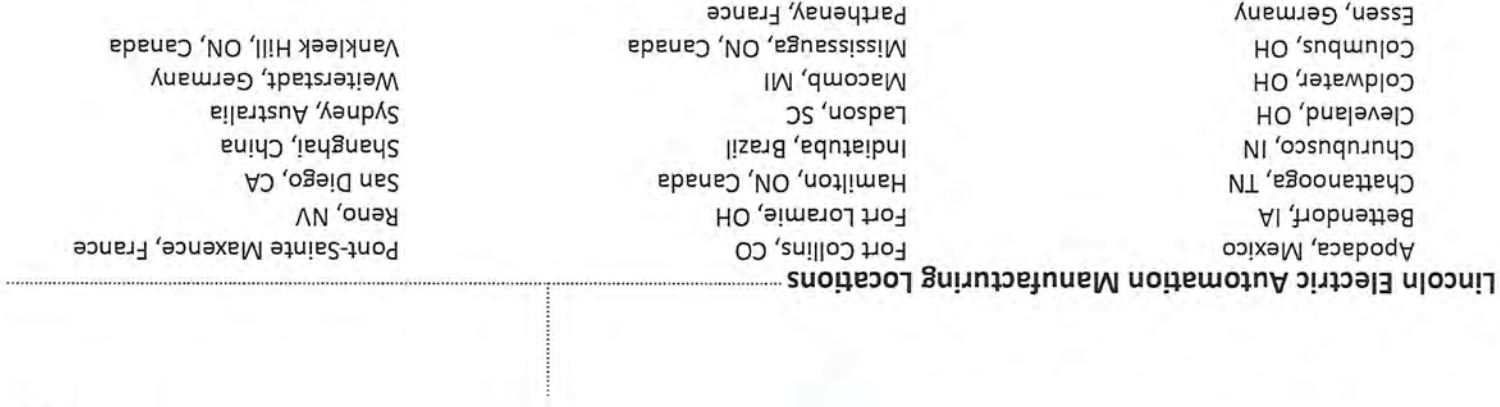 Lincoln Electric Automation Manufacturing Locations
Apodaca, Mexico
Bettendorf, IA
Chattanooga, TN
Churubusco, IN
Cleveland, OH
Coldwater, OH
Columbus, OH
Essen, Germany
Fort Collins, CO
Fort Loramie, OH
Hamilton, ON, Canada
Indiatuba, Brazil
Ladson, SC
Macomb, MI
Mississauga, ON, Canada
Parthenay, France
Pont-Sainte Maxence, France
Reno, NV
San Diego, CA
Shanghai, China
Sydney, Australia
Weiterstadt, Germany
Vankleek Hill, ON, Canada